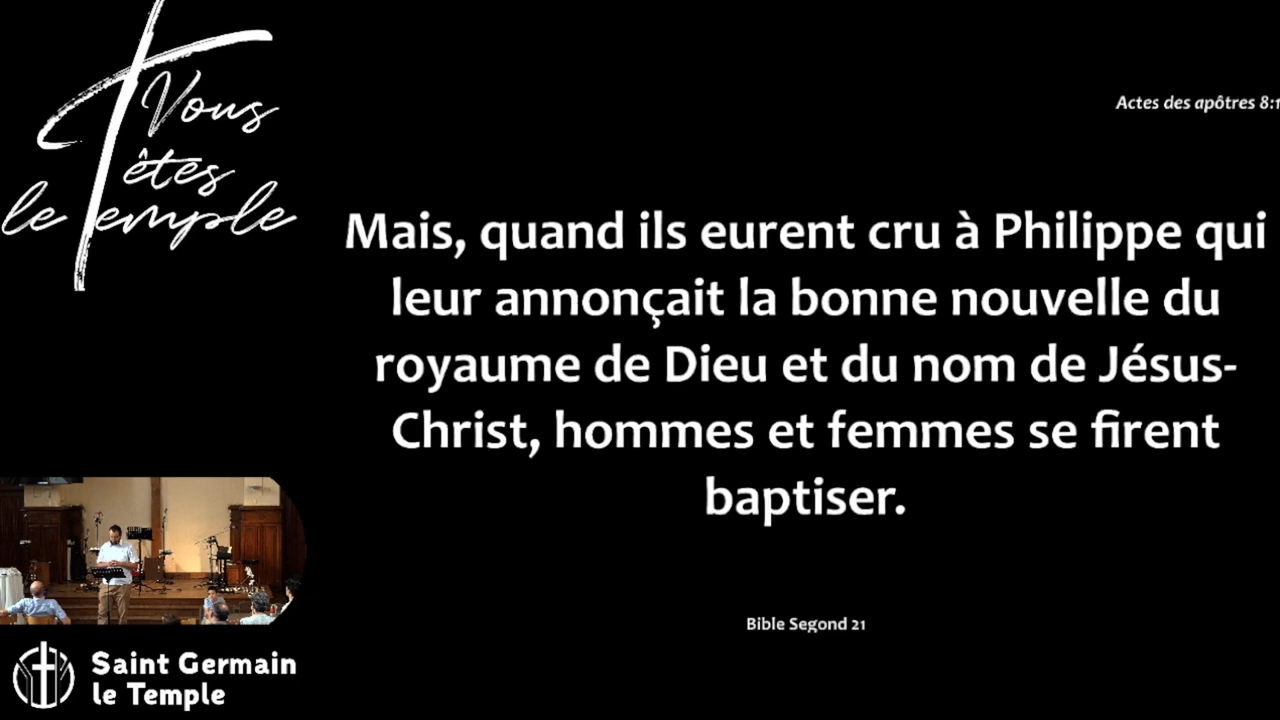 Vous
êtes
le Temple
Actes des apôtres 8:1
Mais, quand ils eurent cru à Philippe qui
leur annonçait la bonne nouvelle du
royaume de Dieu et du nom de Jésus-
Christ, hommes et femmes se firent
baptiser.
Bible Segond 21
Saint Germain
le Temple